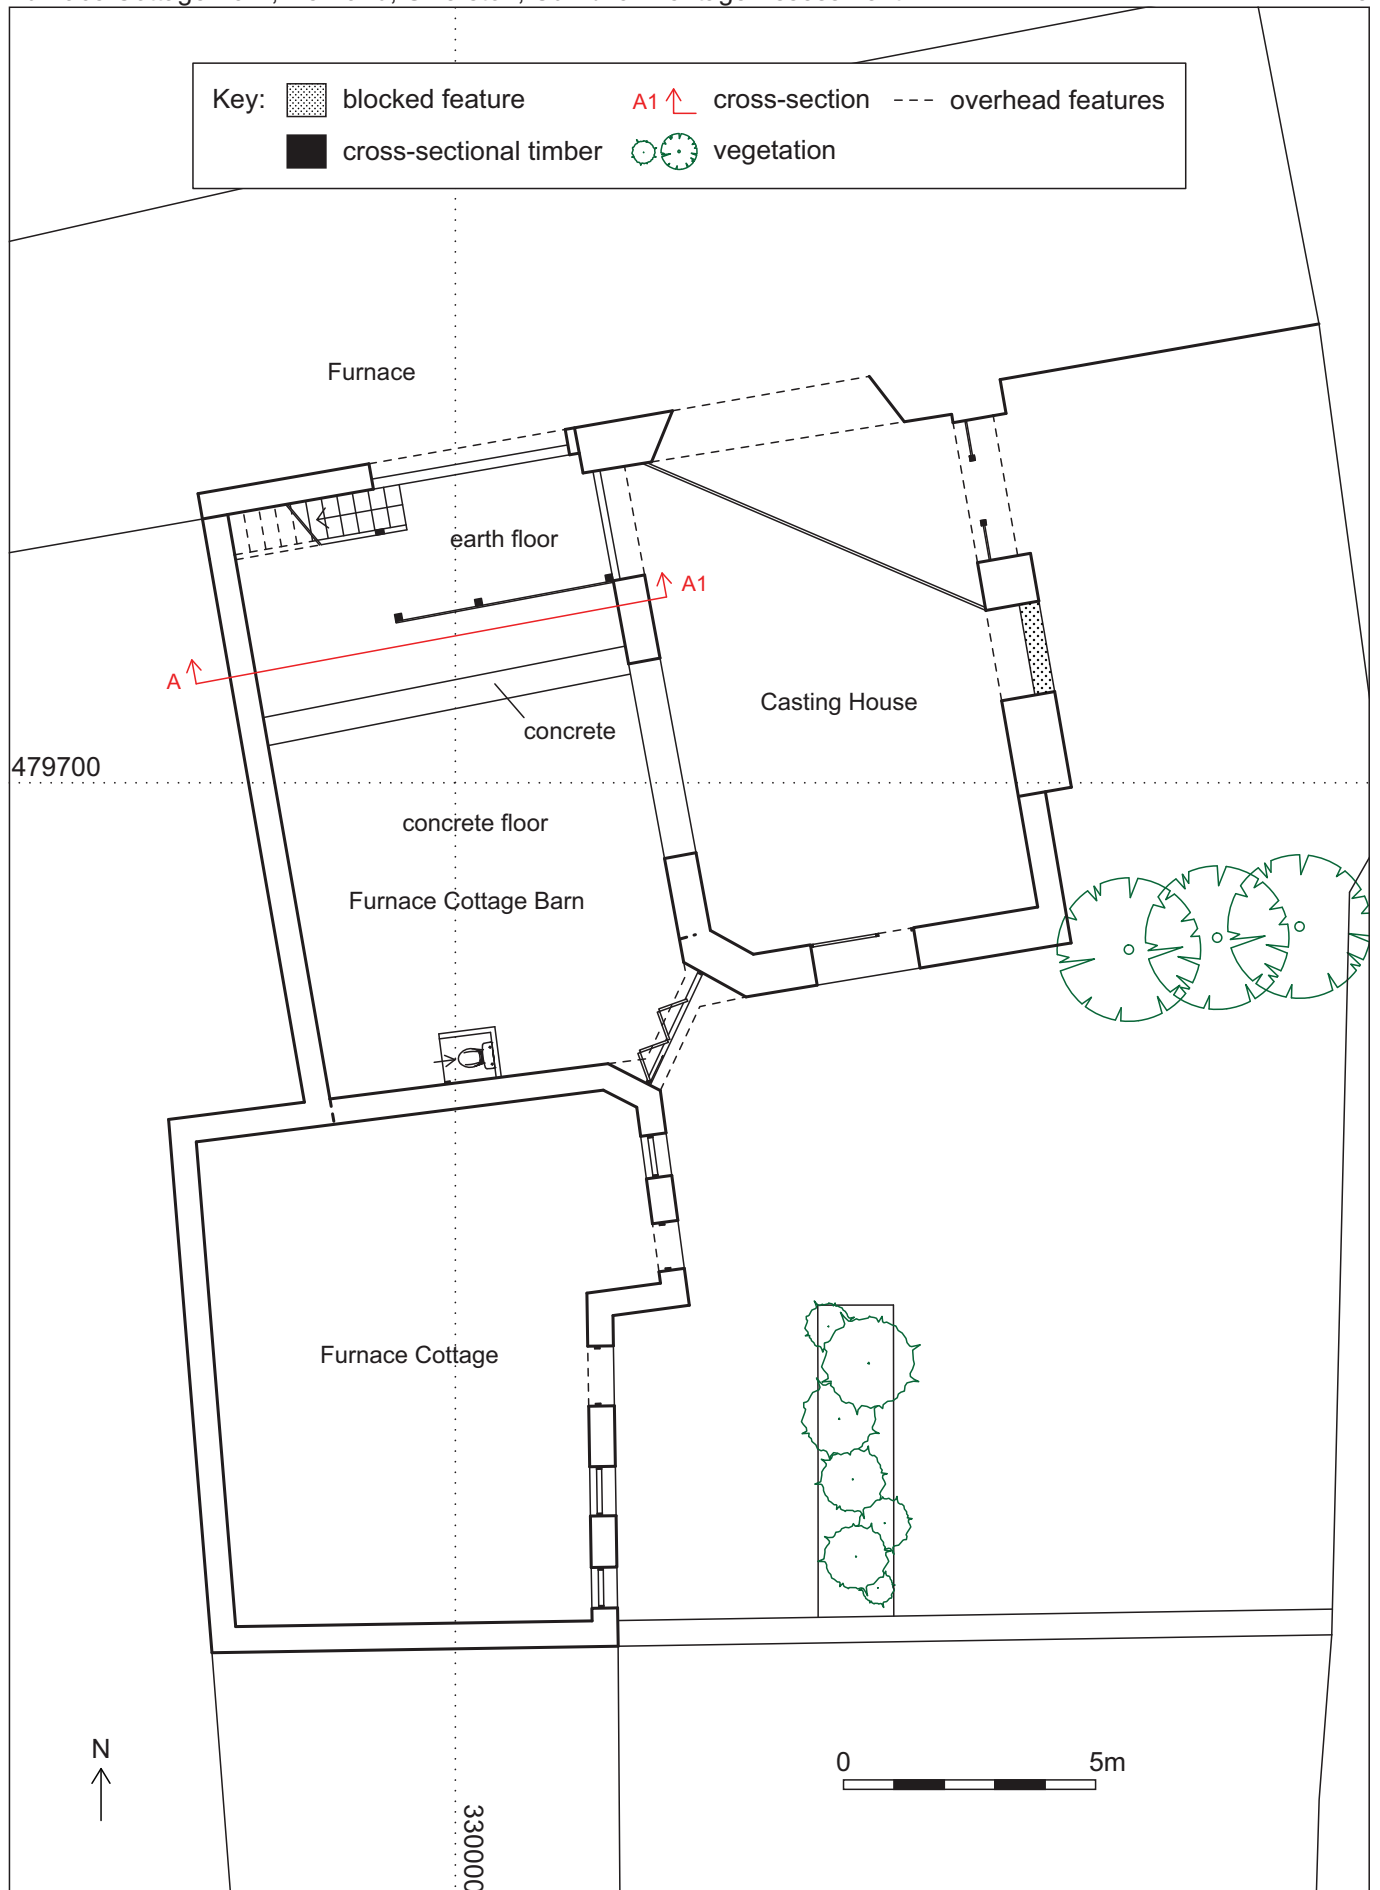 Key: blocked feature A1 cross-section overhead features
cross-sectional timber vegetation
Furnace
earth floor
A1
A
Casting House
concrete
479700
concrete floor
Furnace Cottage Barn
Furnace Cottage
N
0 5m
330000